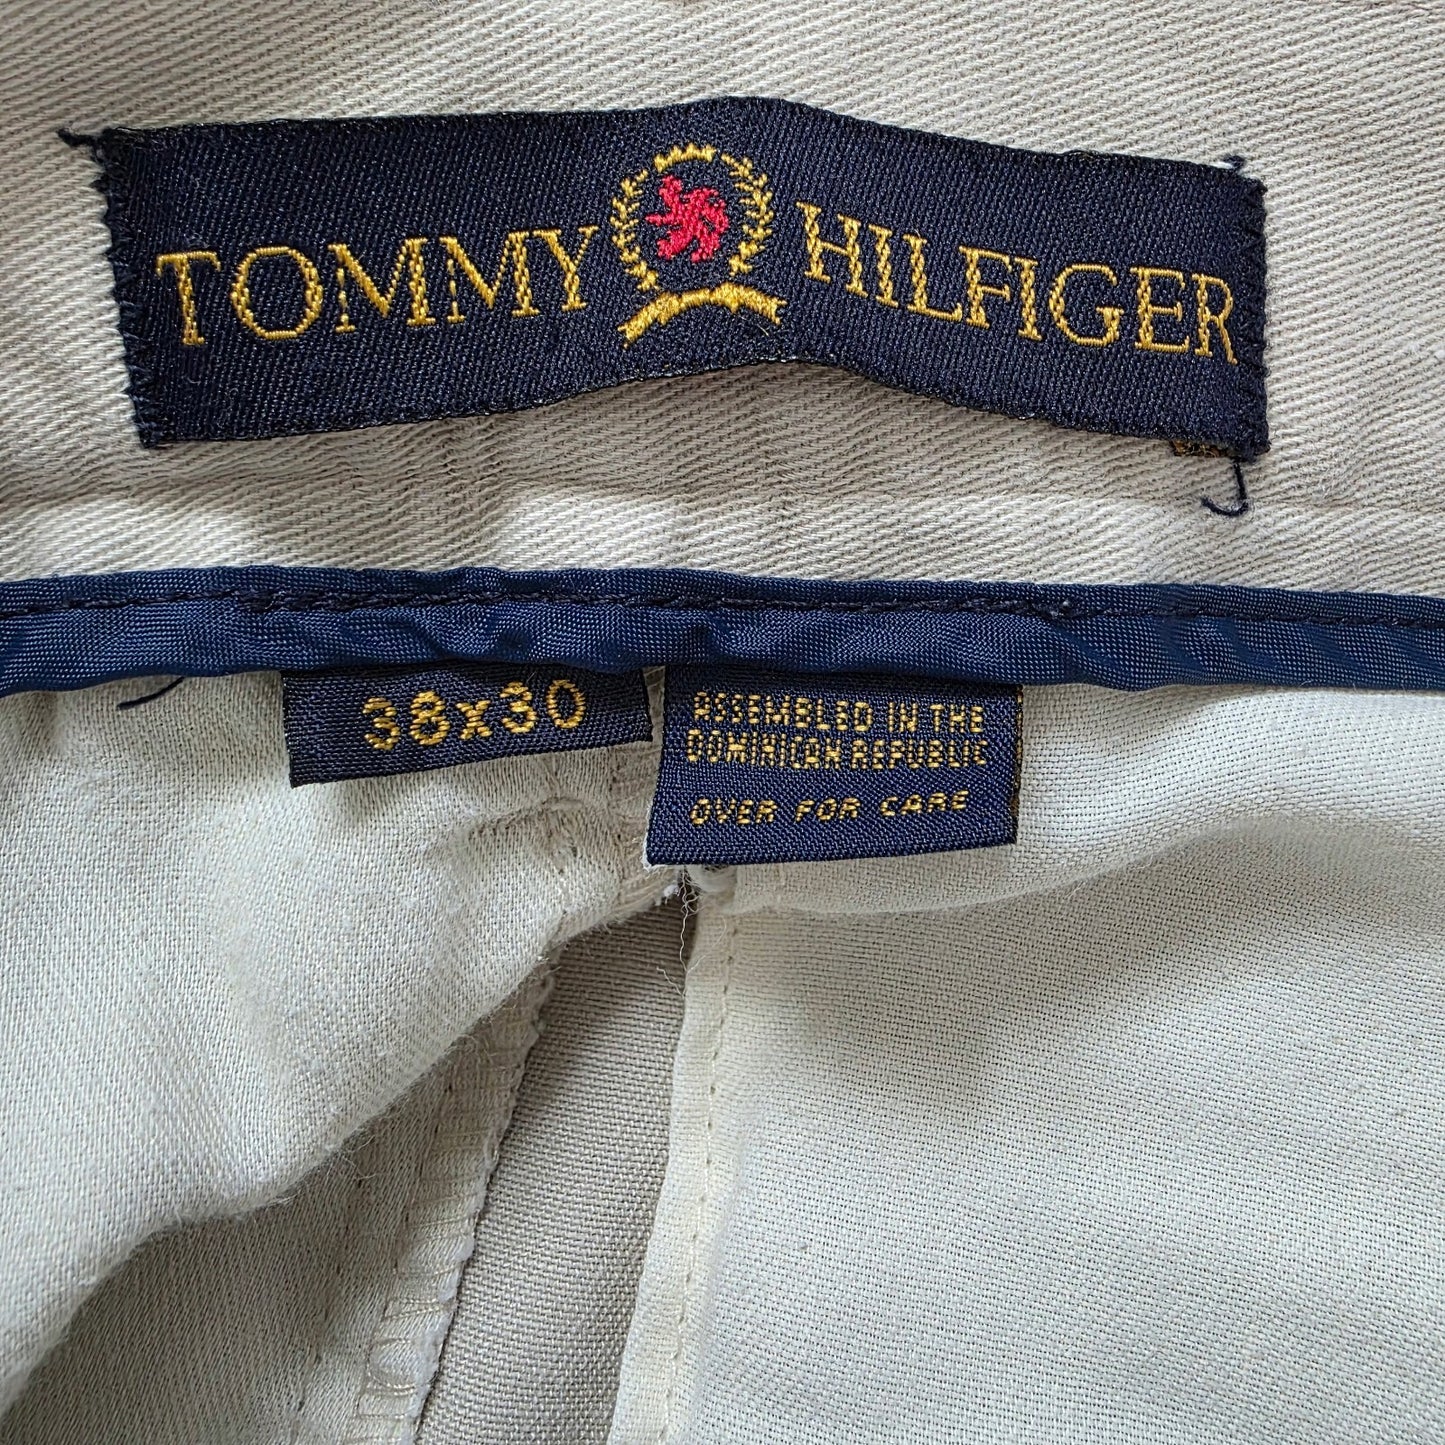 TOMMY HILFIGER
38x30
ASSEMBLED IN THE
DOMINICAN REPUBLIC
OVER FOR CARE